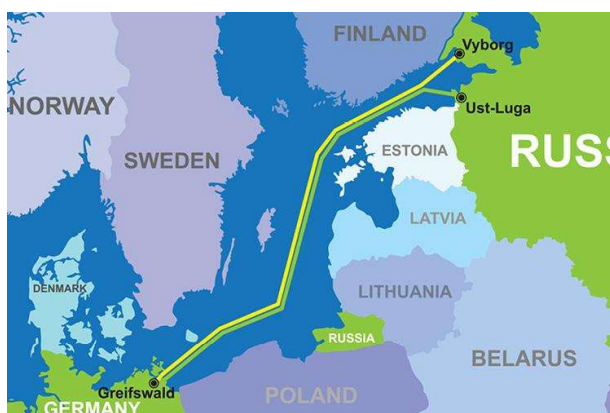 FINLAND
Vyborg
NORWAY
Ust-Luga
SWEDEN
ESTONIA
RUSS
LATVIA
DENMARK
LITHUANIA
RUSSIA
BELARUS
Greifswald
POLAND
GERMANY